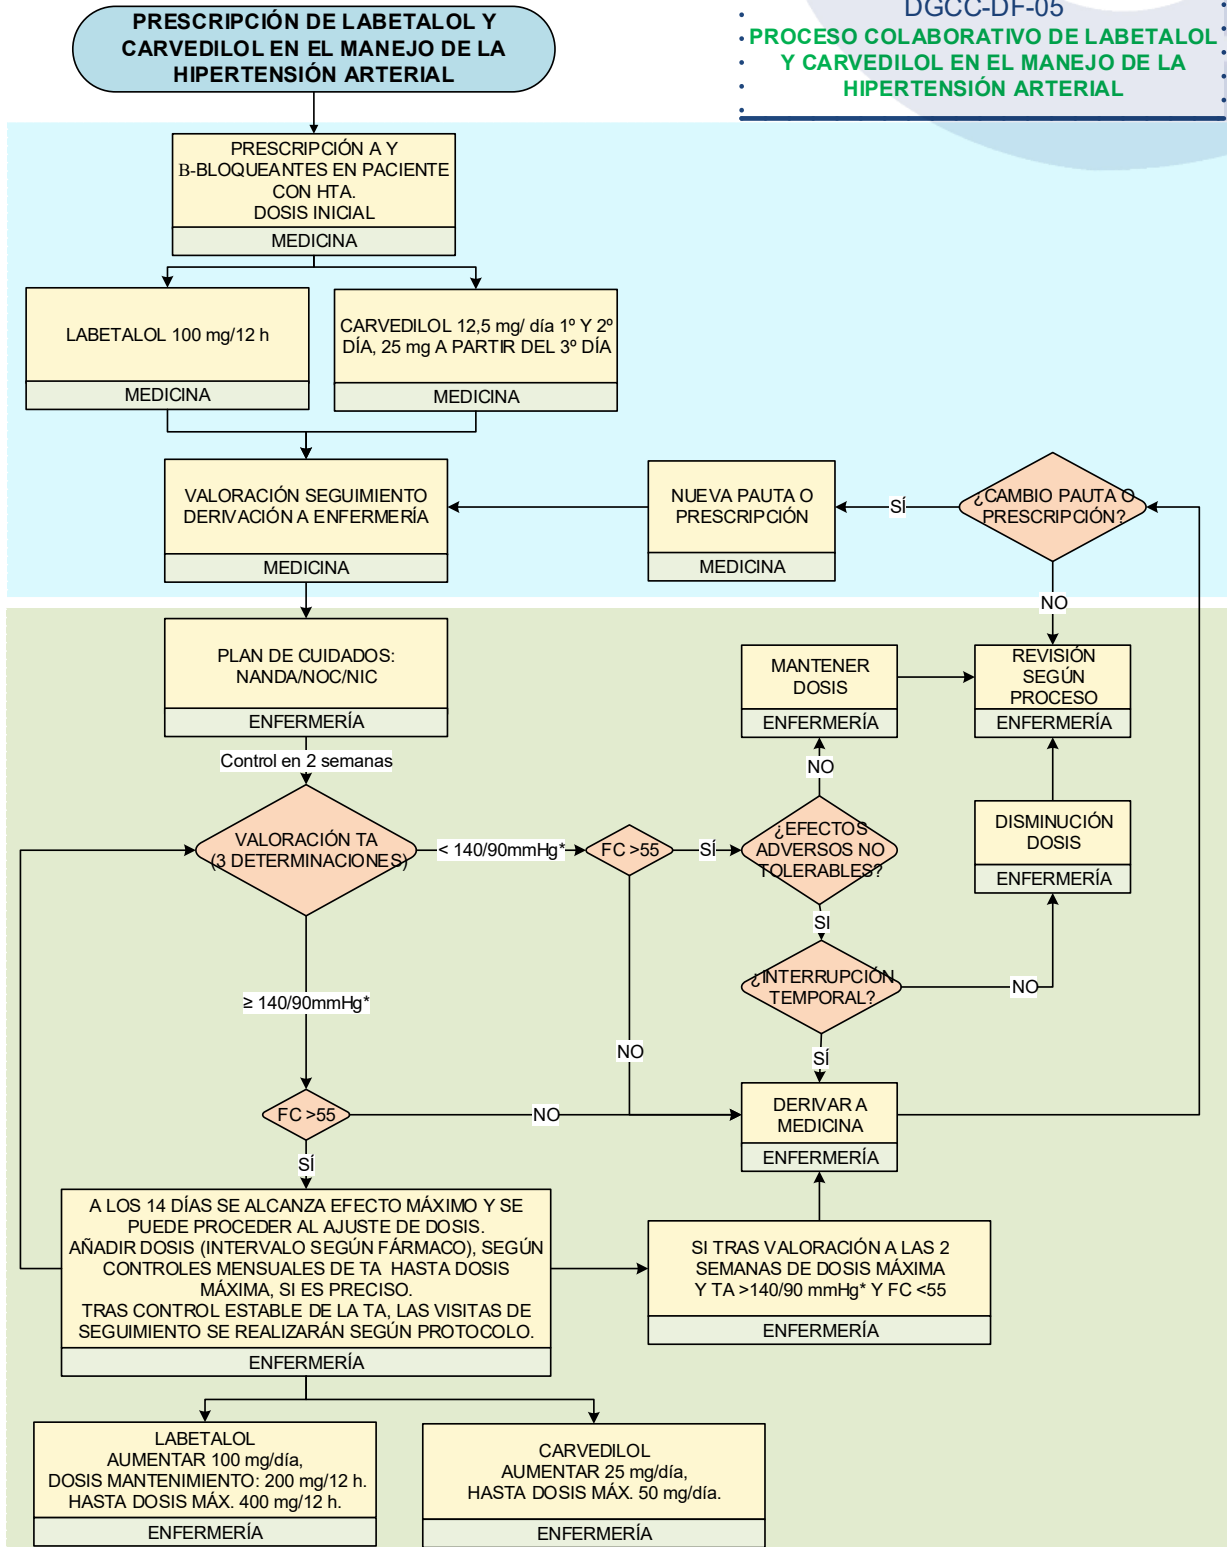 PRESCRIPCIÓN DE LABETALOL Y
CARVEDILOL EN EL MANEJO DE LA
HIPERTENSIÓN ARTERIAL
DGCC-DF-05
PROCESO COLABORATIVO DE LABETALOL
Y CARVEDILOL EN EL MANEJO DE LA
HIPERTENSIÓN ARTERIAL
PRESCRIPCIÓN A Y
B-BLOQUEANTES EN PACIENTE
CON HTA.
DOSIS INICIAL
MEDICINA
LABETALOL 100 mg/12 h
MEDICINA
CARVEDILOL 12,5 mg/ día 1º Y 2º
DÍA, 25 mg A PARTIR DEL 3º DÍA
MEDICINA
VALORACIÓN SEGUIMIENTO
DERIVACIÓN A ENFERMERÍA
MEDICINA
NUEVA PAUTA O
PRESCRIPCIÓN
MEDICINA
SÍ
¿CAMBIO PAUTA O
PRESCRIPCIÓN?
NO
PLAN DE CUIDADOS:
NANDA/NOC/NIC
ENFERMERÍA
MANTENER
DOSIS
ENFERMERÍA
REVISIÓN
SEGÚN
PROCESO
ENFERMERÍA
Control en 2 semanas
NO
VALORACIÓN TA
(3 DETERMINACIONES)
< 140/90mmHg*
FC >55
SÍ
¿EFECTOS
ADVERSOS NO
TOLERABLES?
DISMINUCIÓN
DOSIS
ENFERMERÍA
SI
¿INTERRUPCIÓN
TEMPORAL?
NO
≥ 140/90mmHg*
NO
SÍ
FC >55
NO
DERIVAR A
MEDICINA
ENFERMERÍA
SÍ
A LOS 14 DÍAS SE ALCANZA EFECTO MÁXIMO Y SE
PUEDE PROCEDER AL AJUSTE DE DOSIS.
AÑADIR DOSIS (INTERVALO SEGÚN FÁRMACO), SEGÚN
CONTROLES MENSUALES DE TA HASTA DOSIS
MÁXIMA, SI ES PRECISO.
TRAS CONTROL ESTABLE DE LA TA, LAS VISITAS DE
SEGUIMIENTO SE REALIZARÁN SEGÚN PROTOCOLO.
ENFERMERÍA
SI TRAS VALORACIÓN A LAS 2
SEMANAS DE DOSIS MÁXIMA
Y TA >140/90 mmHg* Y FC <55
ENFERMERÍA
LABETALOL
AUMENTAR 100 mg/día,
DOSIS MANTENIMIENTO: 200 mg/12 h.
HASTA DOSIS MÁX. 400 mg/12 h.
ENFERMERÍA
CARVEDILOL
AUMENTAR 25 mg/día,
HASTA DOSIS MÁX. 50 mg/día.
ENFERMERÍA